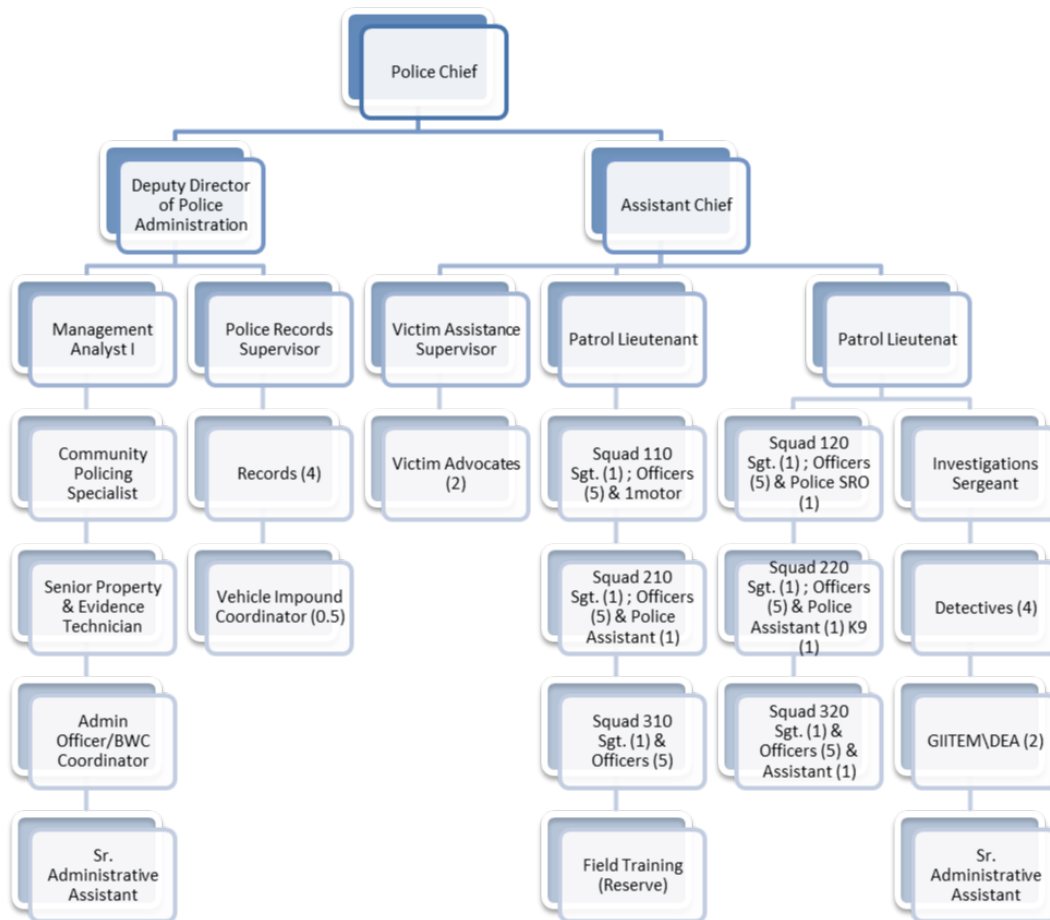 Police Chief
Deputy Director
of Police
Administration
Assistant Chief
Management
Analyst I
Police Records
Supervisor
Victim Assistance
Supervisor
Patrol Lieutenant
Patrol Lieutenat
Community
Policing
Specialist
Records (4)
Victim Advocates
(2)
Squad 110
Sgt. (1) ; Officers
(5) & 1motor
Squad 120
Sgt. (1) ; Officers
(5) & Police SRO
(1)
Investigations
Sergeant
Senior Property
& Evidence
Technician
Vehicle Impound
Coordinator (0.5)
Squad 210
Sgt. (1) ; Officers
(5) & Police
Assistant (1)
Squad 220
Sgt. (1) ; Officers
(5) & Police
Assistant (1) K9
(1)
Detectives (4)
Admin
Officer/BWC
Coordinator
Squad 310
Sgt. (1) &
Officers (5)
Squad 320
Sgt. (1) &
Officers (5) &
Assistant (1)
GIITEM\DEA (2)
Sr.
Administrative
Assistant
Field Training
(Reserve)
Sr.
Administrative
Assistant